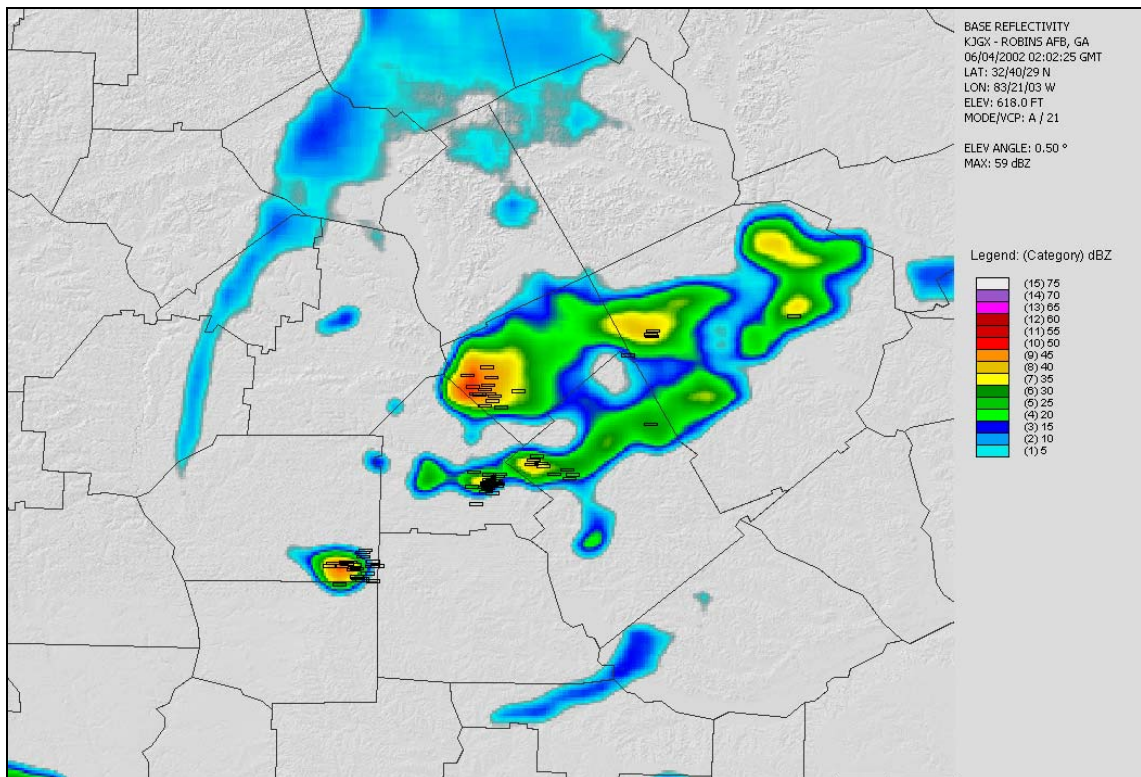 BASE REFLECTIVITY
KJGX - ROBINS AFB, GA
06/04/2002 02:02:25 GMT
LAT: 32/40/29 N
LON: 83/21/03 W
ELEV: 618.0 FT
MODE/VCP: A / 21
ELEV ANGLE: 0.50 °
MAX: 59 dBZ
Legend: (Category) dBZ
(15) 75
(14) 70
(13) 65
(12) 60
(11) 55
(10) 50
(9) 45
(8) 40
(7) 35
(6) 30
(5) 25
(4) 20
(3) 15
(2) 10
(1) 5